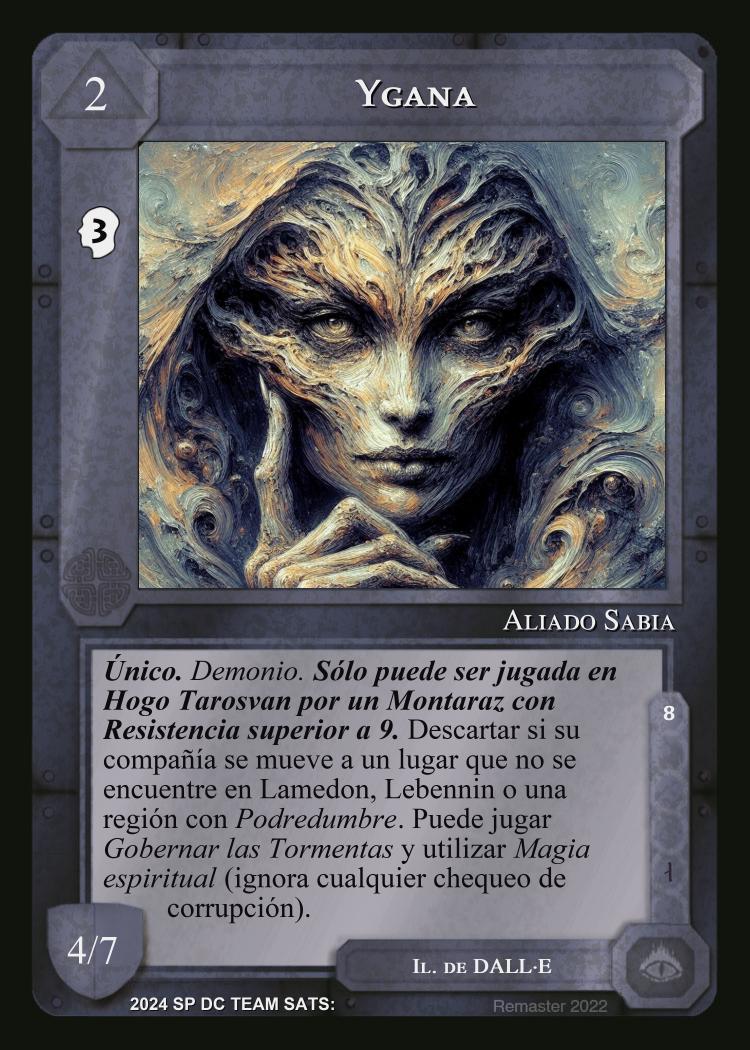 2
Ygana
3
Aliado Sabia
Único. Demonio. Sólo puede ser jugada en
Hogo Tarosvan por un Montaraz con
Resistencia superior a 9. Descartar si su
compañía se mueve a un lugar que no se
encuentre en Lamedon, Lebennin o una
región con Podredumbre. Puede jugar
Gobernar las Tormentas y utilizar Magia
espiritual (ignora cualquier chequeo de
corrupción).
8
4/7
Il. de DALL·E
2024 SP DC TEAM SATS:
Remaster 2022